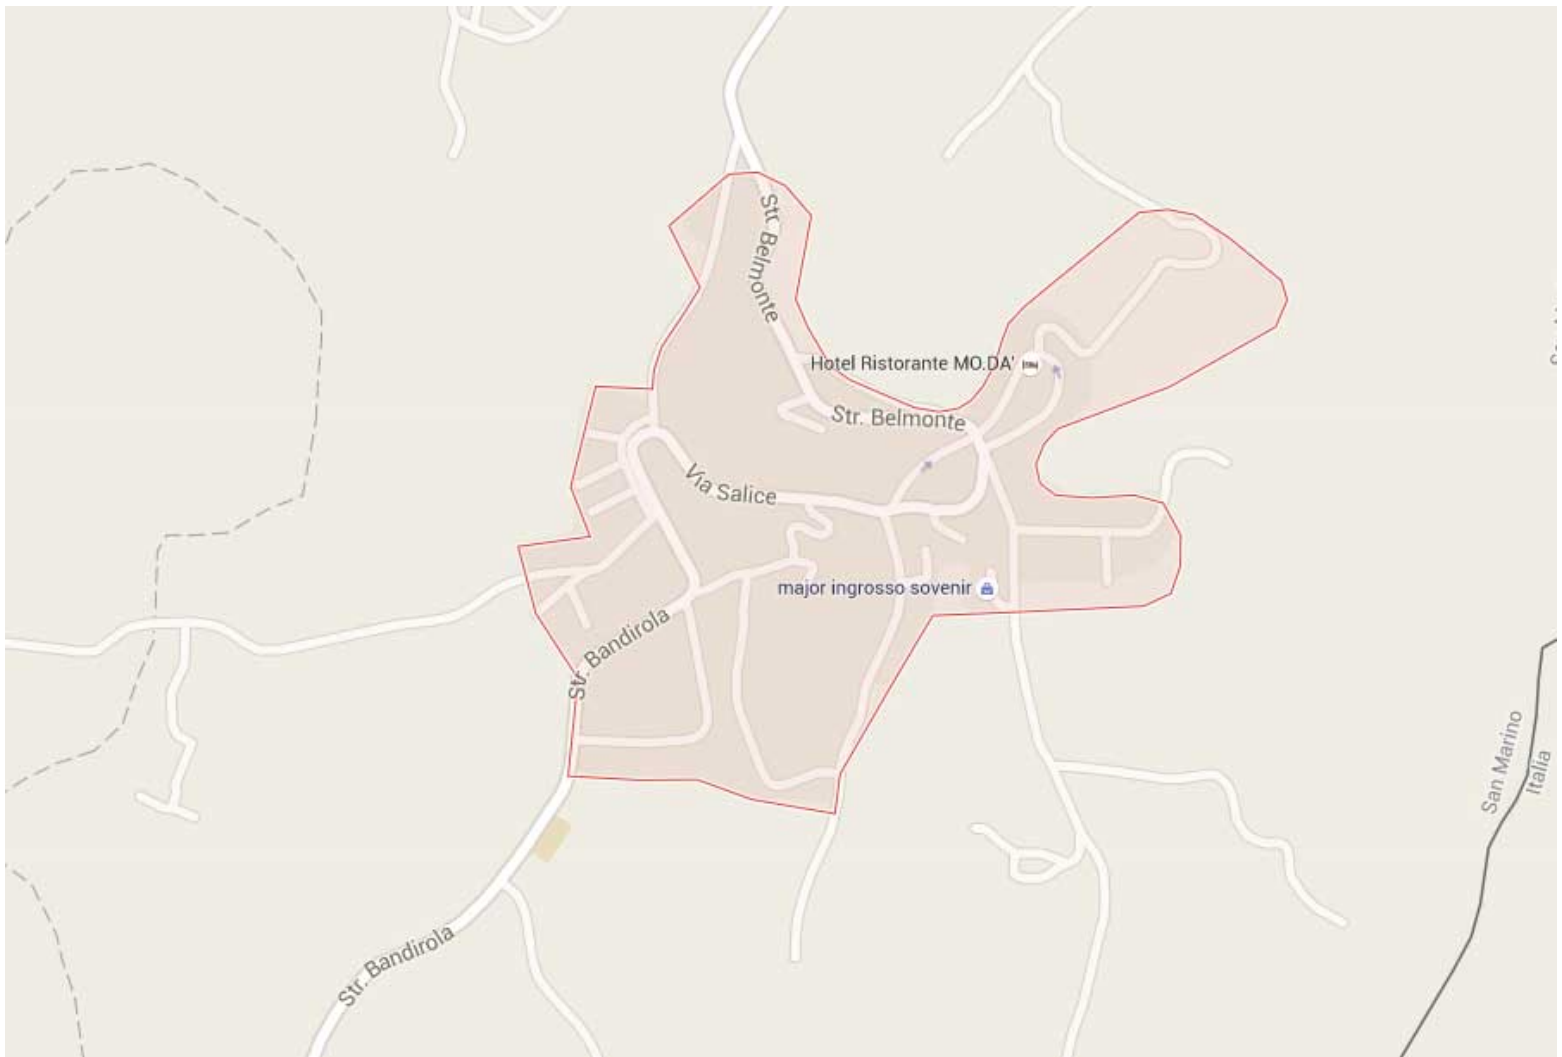 Str. Belmonte
Hotel Ristorante MO.DA'
Str. Belmonte
Via Salice
major ingrosso sovenir
Str. Bandirola
San Marino
Italia
Str. Bandirola